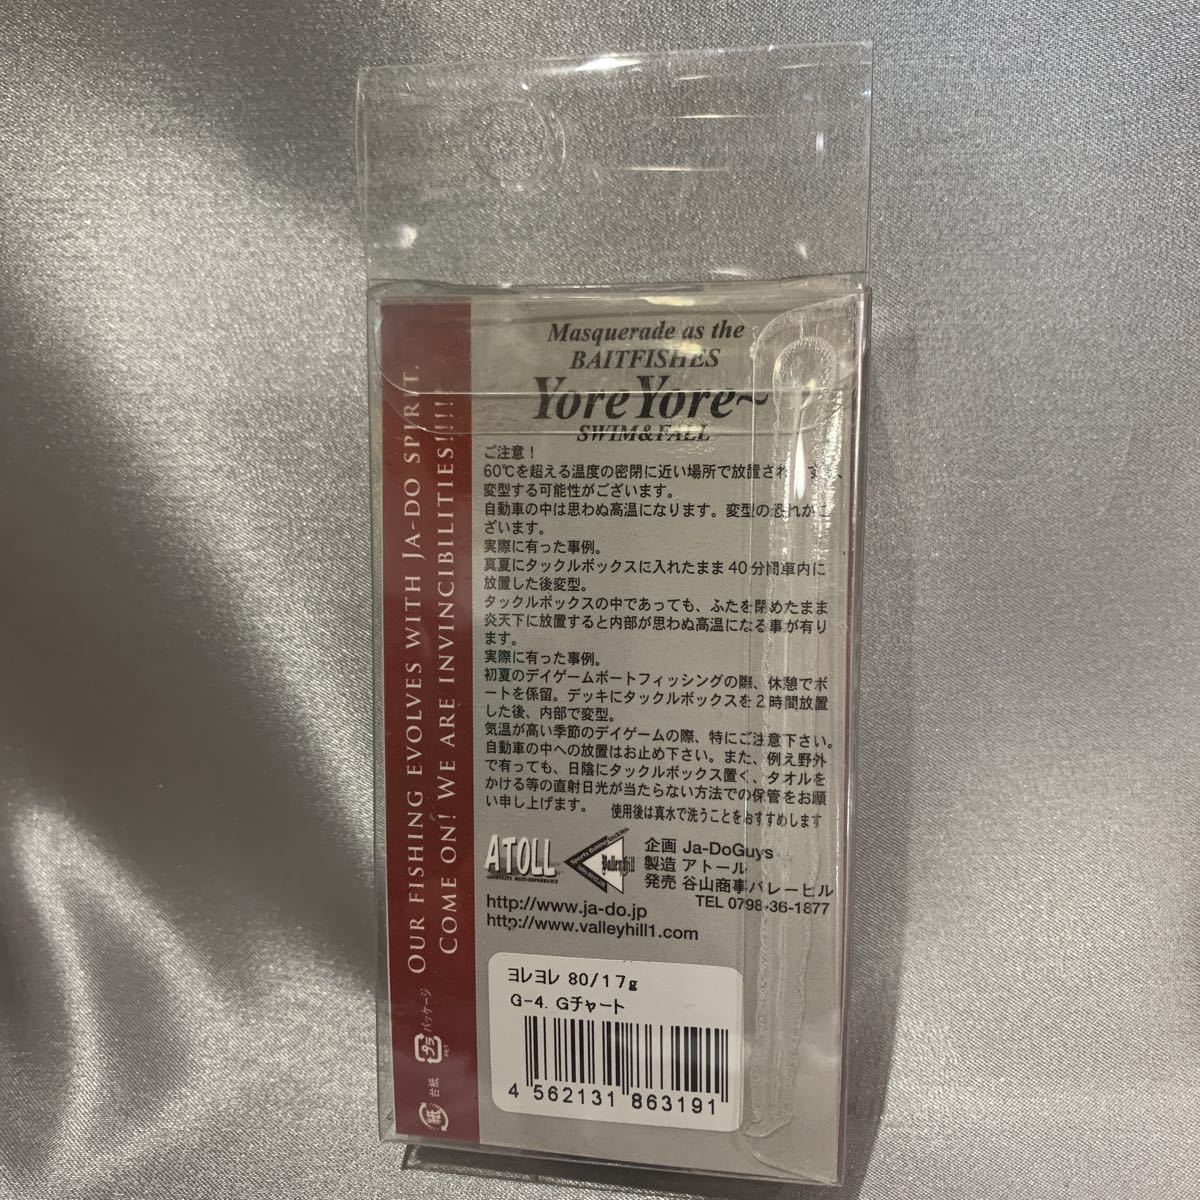 Masquerade as the
BAITFISHES
Yore Yore~
SWIM&FALL
ご注意！
60℃を超える温度の密閉に近い場所で放置され
変型する可能性がございます。
自動車の中は思わぬ高温になります。変型の恐れがご
ざいます。
実際に有った事例。
真夏にタックルボックスに入れたまま40分間車内に
放置した後変型。
タックルボックスの中であっても、ふたを閉めたまま
炎天下に放置すると内部が思わぬ高温になる事が有り
ます。
実際に有った事例。
初夏のデイゲームボートフィッシングの際、休憩でボ
ートを係留。デッキにタックルボックスを2時間放置
した後、内部で変型。
気温が高い季節のデイゲームの際、特にご注意下さい。
自動車の中への放置はお止め下さい。また、例え野外
で有っても、日陰にタックルボックス置く、タオルを
かける等の直射日光が当たらない方法での保管をお願
い申し上げます。 使用後は真水で洗うことをおすすめします
ATOLL
Sports fishing tackles
ValleyHill
企画 Ja-DoGuys
製造 アトール
発売 谷山商事バレーヒル
TEL 0798-36-1877
http://www.ja-do.jp
http://www.valleyhill1.com
ヨレヨレ 80/17g
G-4. Gチャート
4 562131 863191
OUR FISHING EVOLVES WITH JA-DO SPIRIT.
COME ON! WE ARE INVINCIBILITIES!!!!!
パッケージ
プラ
PET
台紙
紙